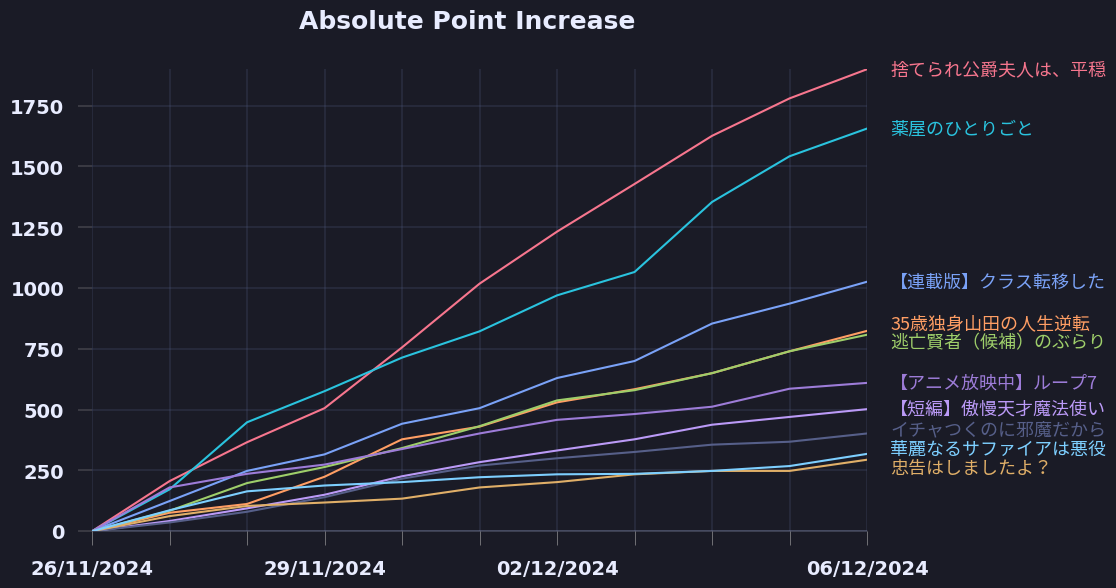 Absolute Point Increase
1750
1500
1250
1000
750
500
250
0
26/11/2024
29/11/2024
02/12/2024
06/12/2024
捨てられ公爵夫人は、平穏
薬屋のひとりごと
【連載版】クラス転移した
35歳独身山田の人生逆転
逃亡賢者（候補）のぶらり
【アニメ放映中】ループ7
【短編】傲慢天才魔法使い
イチャつくのに邪魔だから
華麗なるサファイアは悪役
忠告はしましたよ？